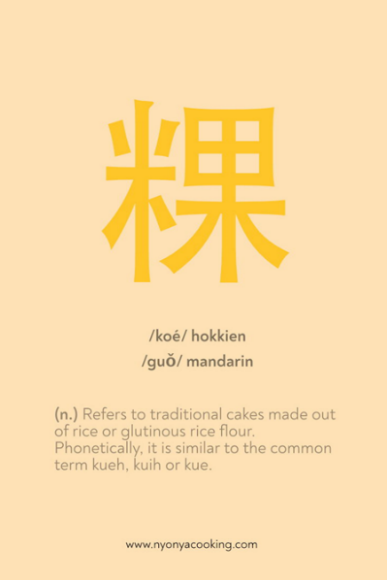 粿
/koé/ hokkien
/guǒ/ mandarin
(n.) Refers to traditional cakes made out
of rice or glutinous rice flour.
Phonetically, it is similar to the common
term kueh, kuih or kue.
www.nyonyacooking.com